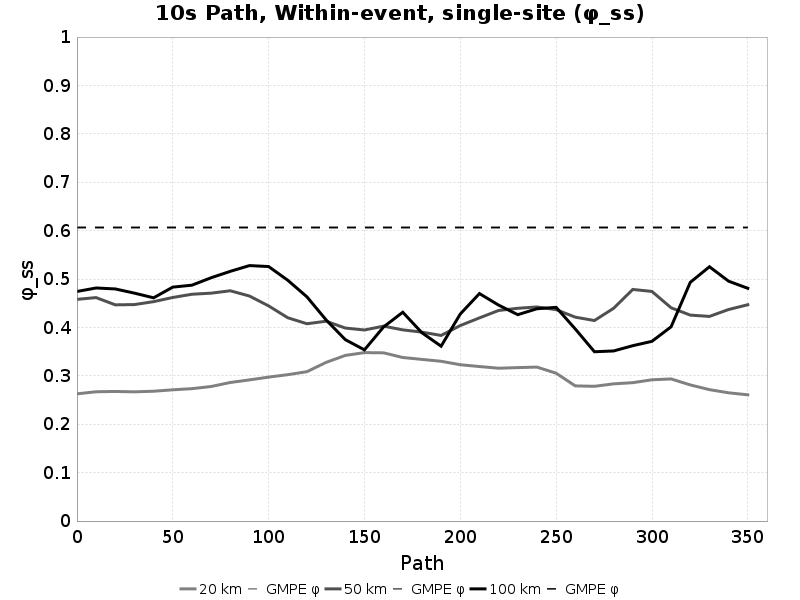 10s Path, Within-event, single-site (φ_ss)
1
0.9
0.8
0.7
0.6
0.5
0.4
0.3
0.2
0.1
0
φ_ss
0 50 100 150 200 250 300 350
Path
20 km GMPE φ 50 km GMPE φ 100 km GMPE φ